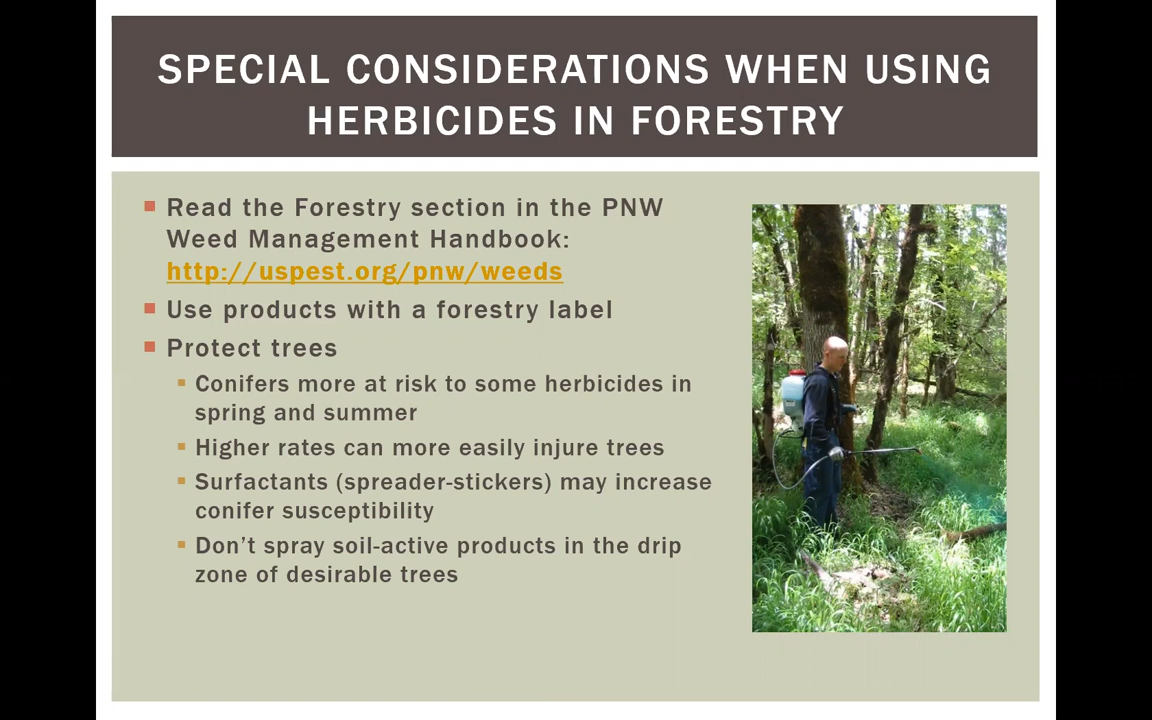 SPECIAL CONSIDERATIONS WHEN USING
HERBICIDES IN FORESTRY
Read the Forestry section in the PNW
Weed Management Handbook:
http://uspest.org/pnw/weeds
Use products with a forestry label
Protect trees
Conifers more at risk to some herbicides in
spring and summer
Higher rates can more easily injure trees
Surfactants (spreader-stickers) may increase
conifer susceptibility
Don’t spray soil-active products in the drip
zone of desirable trees